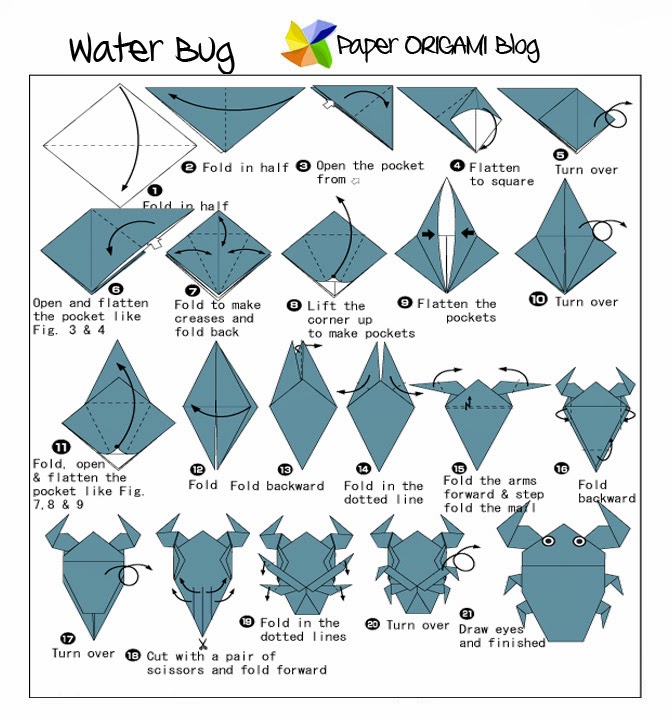 Water Bug
Paper ORIGAMI Blog
1 Fold in half
2 Fold in half
3 Open the pocket
from
4 Flatten
to square
5
Turn over
6
Open and flatten
the pocket like
Fig. 3 & 4
7
Fold to make
creases and
fold back
8 Lift the
corner up
to make pockets
9 Flatten the
pockets
10 Turn over
11
Fold, open
& flatten the
pocket like Fig.
7,8 & 9
12
Fold
13
Fold backward
14
Fold in the
dotted line
15
Fold the arms
forward & step
fold the mail
16
Fold
backward
17
Turn over
18 Cut with a pair of
scissors and fold forward
19 Fold in the
dotted lines
20 Turn over
21
Draw eyes
and finished